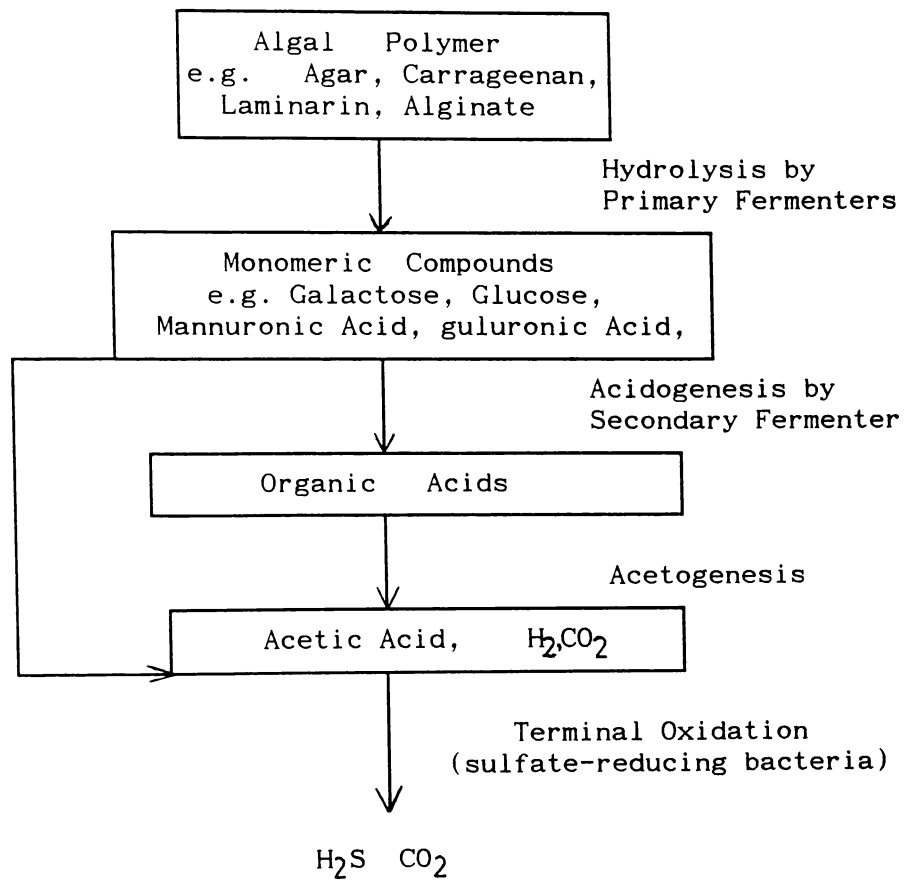 Algal Polymer
e.g. Agar, Carrageenan,
Laminarin, Alginate
Hydrolysis by
Primary Fermenters
Monomeric Compounds
e.g. Galactose, Glucose,
Mannuronic Acid, guluronic Acid,
Acidogenesis by
Secondary Fermenter
Organic Acids
Acetogenesis
Acetic Acid, H₂,CO₂
Terminal Oxidation
(sulfate-reducing bacteria)
H₂S CO₂